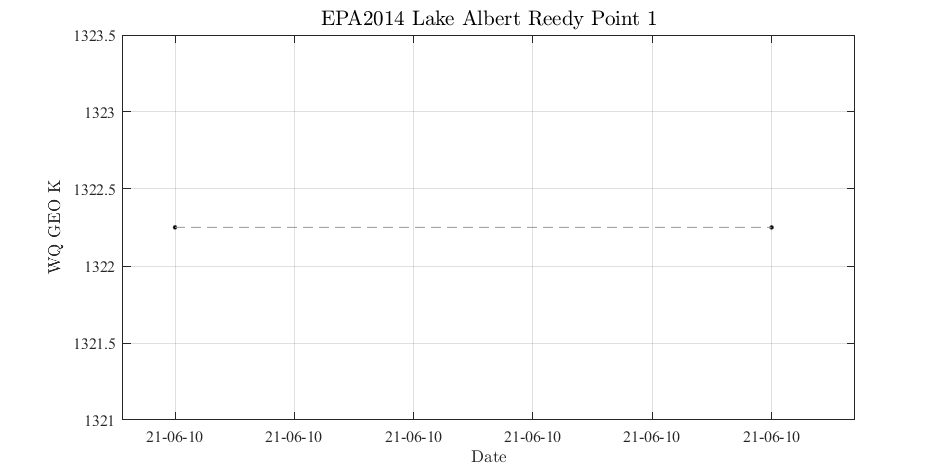 EPA2014 Lake Albert Reedy Point 1
1323.5
1323
1322.5
1322
1321.5
1321
WQ GEO K
21-06-10 21-06-10 21-06-10 21-06-10 21-06-10 21-06-10
Date